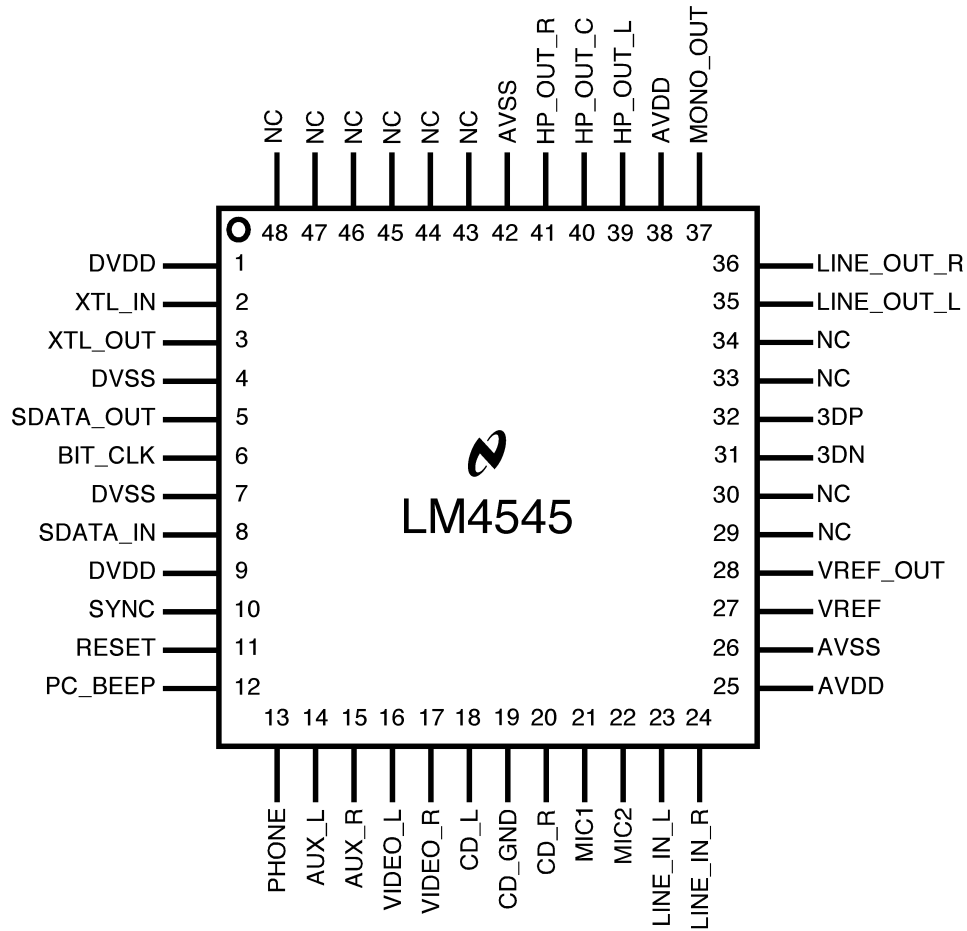 NC
NC
NC
NC
NC
NC
AVSS
HP_OUT_R
HP_OUT_C
HP_OUT_L
AVDD
MONO_OUT
48 47 46 45 44 43 42 41 40 39 38 37
DVDD 1 36 LINE_OUT_R
XTL_IN 2 35 LINE_OUT_L
XTL_OUT 3 34 NC
DVSS 4 33 NC
SDATA_OUT 5 32 3DP
BIT_CLK 6 31 3DN
DVSS 7 30 NC
SDATA_IN 8 29 NC
DVDD 9 28 VREF_OUT
SYNC 10 27 VREF
RESET 11 26 AVSS
PC_BEEP 12 25 AVDD
LM4545
13 14 15 16 17 18 19 20 21 22 23 24
PHONE
AUX_L
AUX_R
VIDEO_L
VIDEO_R
CD_L
CD_GND
CD_R
MIC1
MIC2
LINE_IN_L
LINE_IN_R